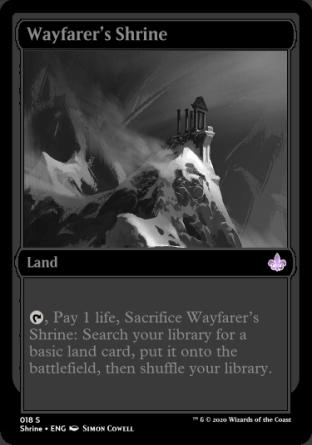 Wayfarer's Shrine
Land
, Pay 1 life, Sacrifice Wayfarer's
Shrine: Search your library for a
basic land card, put it onto the
battlefield, then shuffle your library.
018 S
Shrine • ENG Simon Cowell
™ & © 2020 Wizards of the Coast